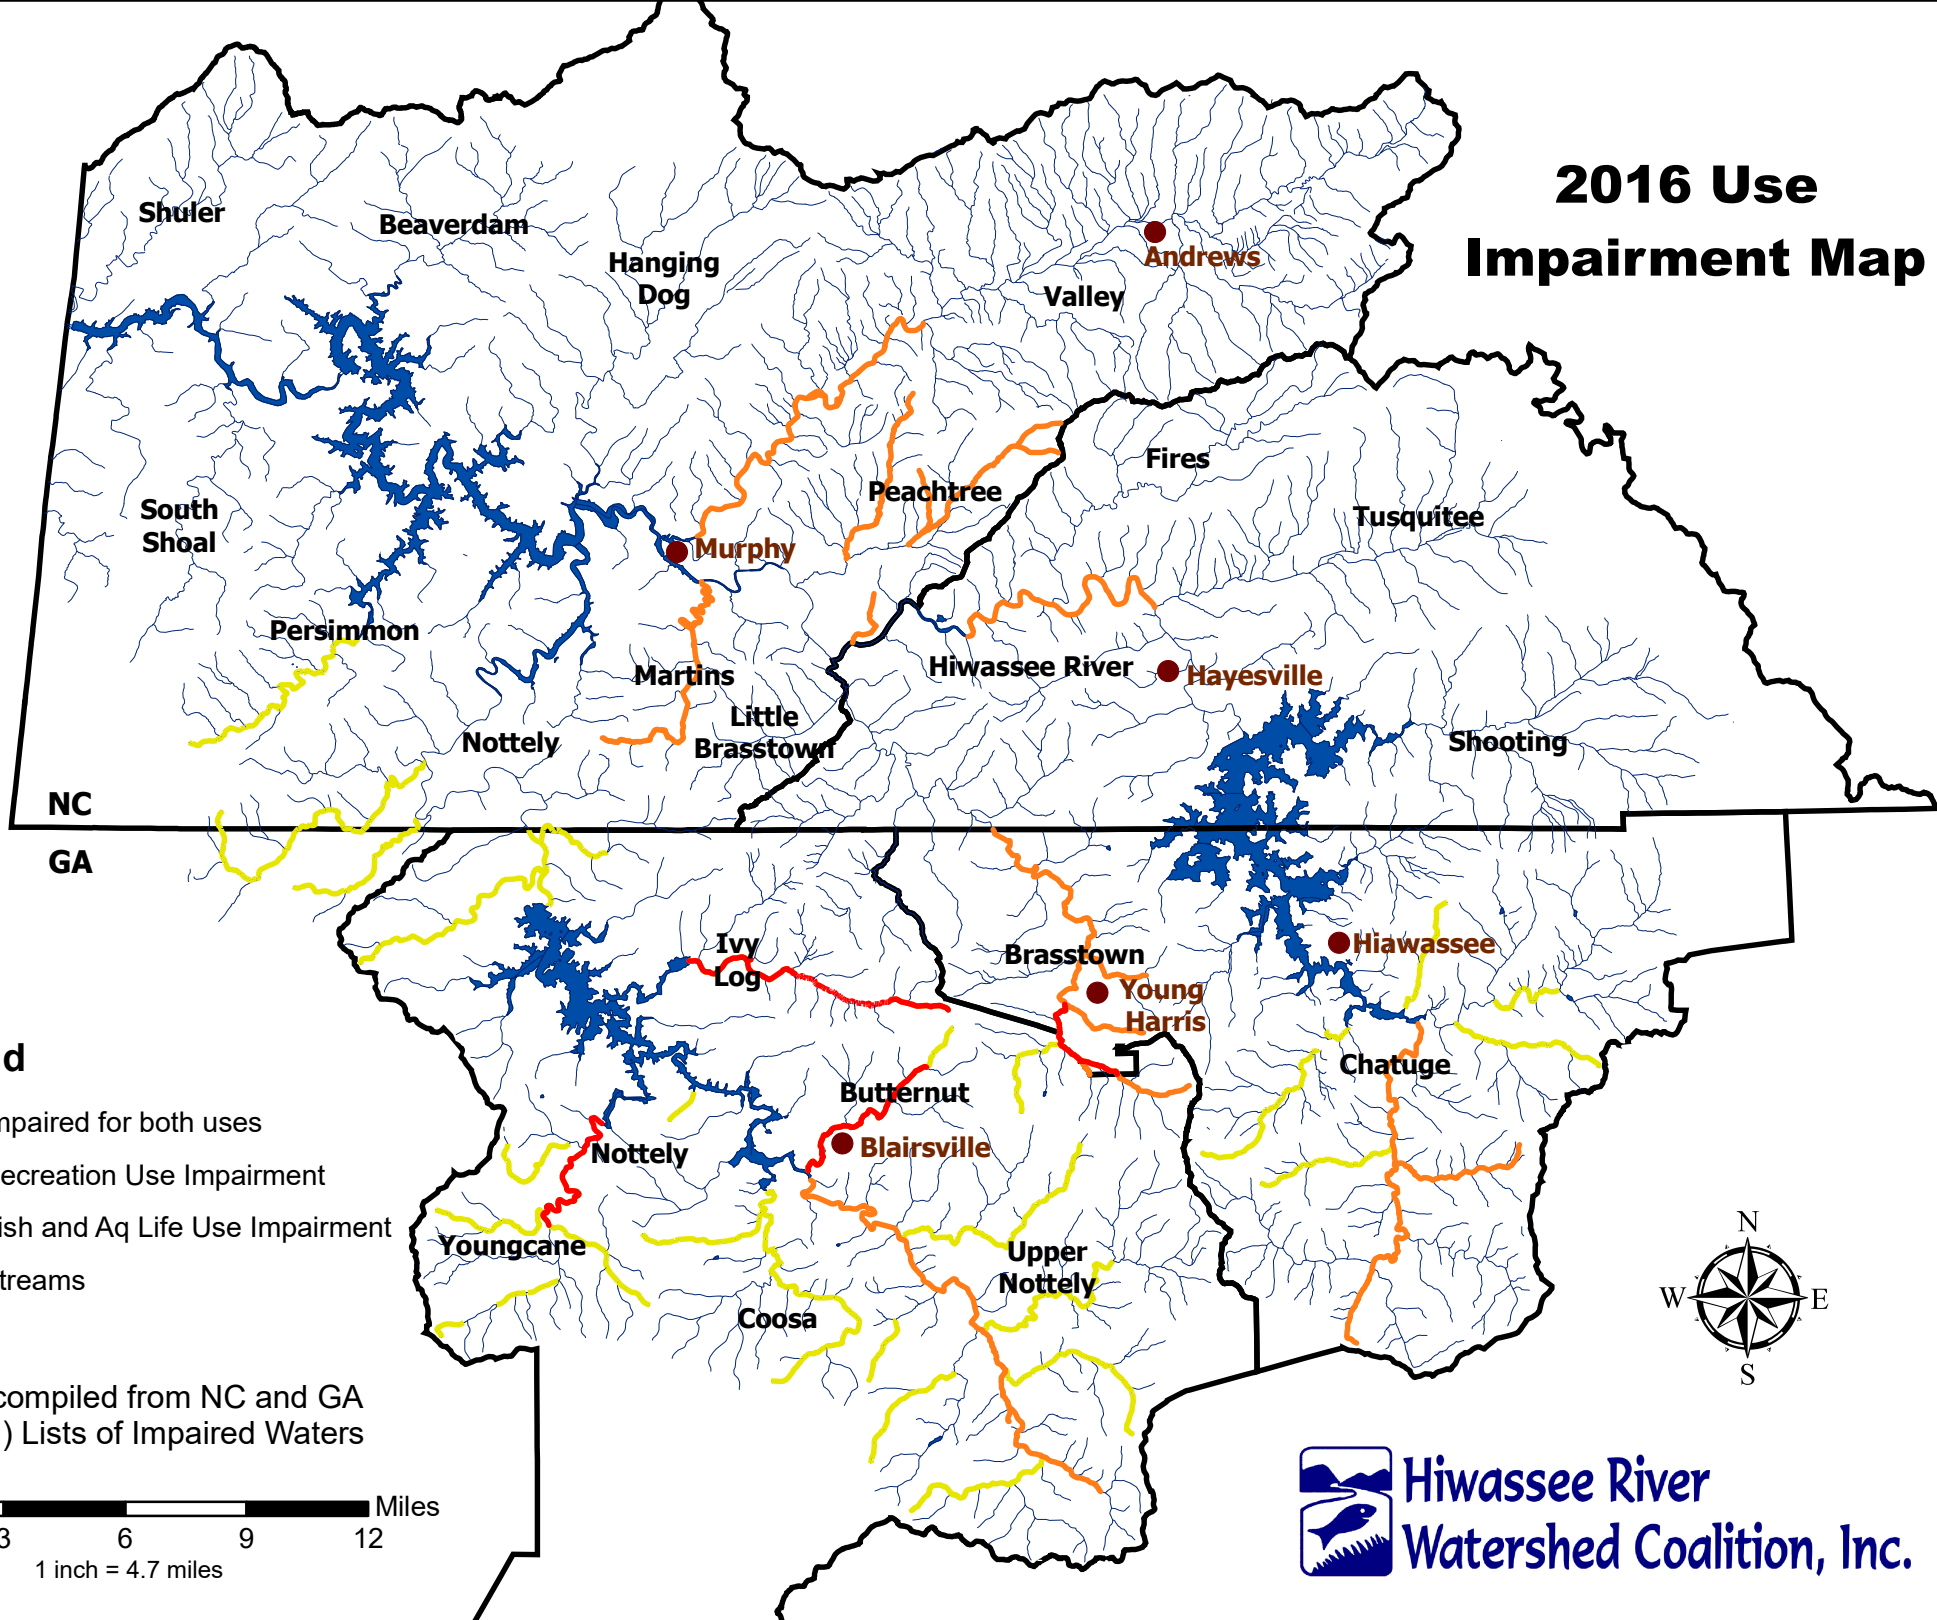 2016 Use
Impairment Map
Shuler
Beaverdam
Hanging
Dog
Andrews
Valley
Fires
Peachtree
Tusquitee
South
Shoal
Murphy
Persimmon
Martins
Hiwassee River
Hayesville
Little
Brasstown
Nottely
Shooting
NC
GA
Ivy
Log
Brasstown
Hiawassee
Young
Harris
Chatuge
Butternut
Blairsville
Nottely
Youngcane
Upper
Nottely
Coosa
d
mpaired for both uses
ecreation Use Impairment
ish and Aq Life Use Impairment
treams
compiled from NC and GA
) Lists of Impaired Waters
Miles
3 6 9 12
1 inch = 4.7 miles
N
W E
S
Hiwassee River
Watershed Coalition, Inc.